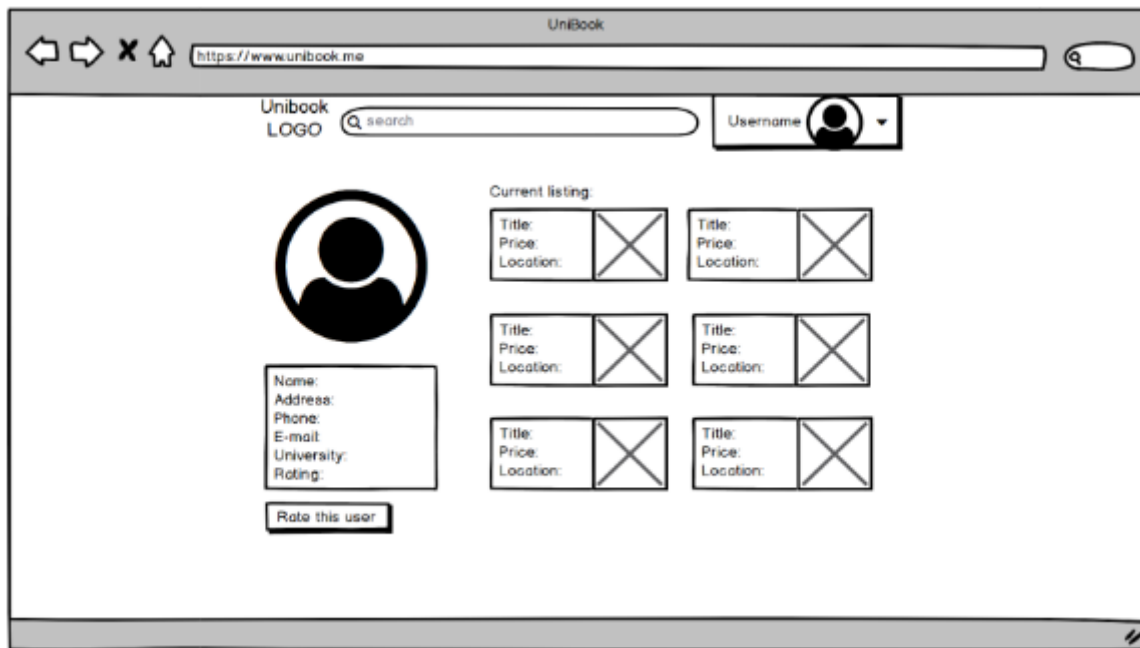 UniBook
https://www.unibook.me
Unibook
LOGO
search
Username
Current listing:
Title:
Price:
Location:
Title:
Price:
Location:
Title:
Price:
Location:
Title:
Price:
Location:
Title:
Price:
Location:
Title:
Price:
Location:
Name:
Address:
Phone:
E-mail:
University:
Rating:
Rate this user